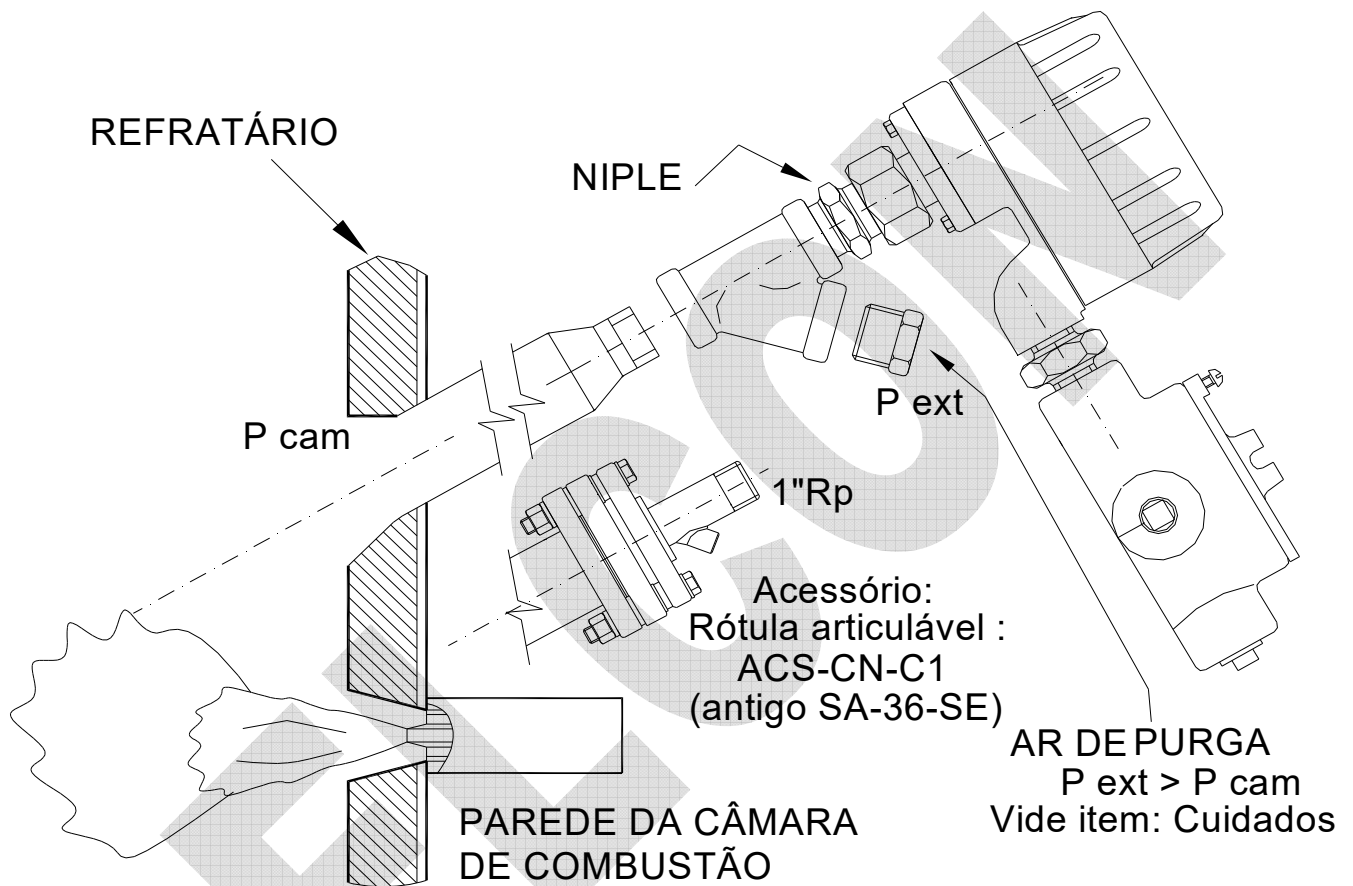 REFRATÁRIO
NIPLE
P ext
P cam
1"Rp
Acessório:
Rótula articulável :
ACS-CN-C1
(antigo SA-36-SE)
AR DE PURGA
P ext > P cam
Vide item: Cuidados
PAREDE DA CÂMARA
DE COMBUSTÃO
ELCON